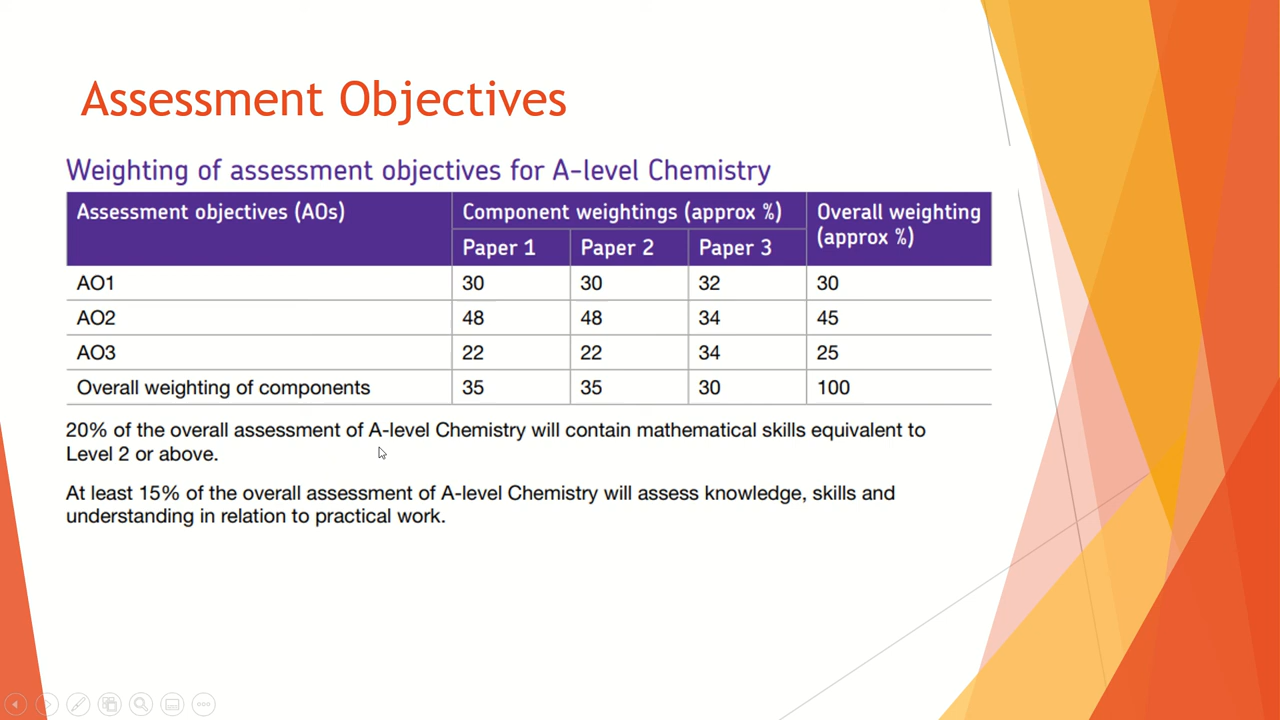 Assessment Objectives
Weighting of assessment objectives for A-level Chemistry
Assessment objectives (AOs) Component weightings (approx %) Overall weighting (approx %)
Paper 1 Paper 2 Paper 3
AO1 30 30 32 30
AO2 48 48 34 45
AO3 22 22 34 25
Overall weighting of components 35 35 30 100
20% of the overall assessment of A-level Chemistry will contain mathematical skills equivalent to
Level 2 or above.
At least 15% of the overall assessment of A-level Chemistry will assess knowledge, skills and
understanding in relation to practical work.